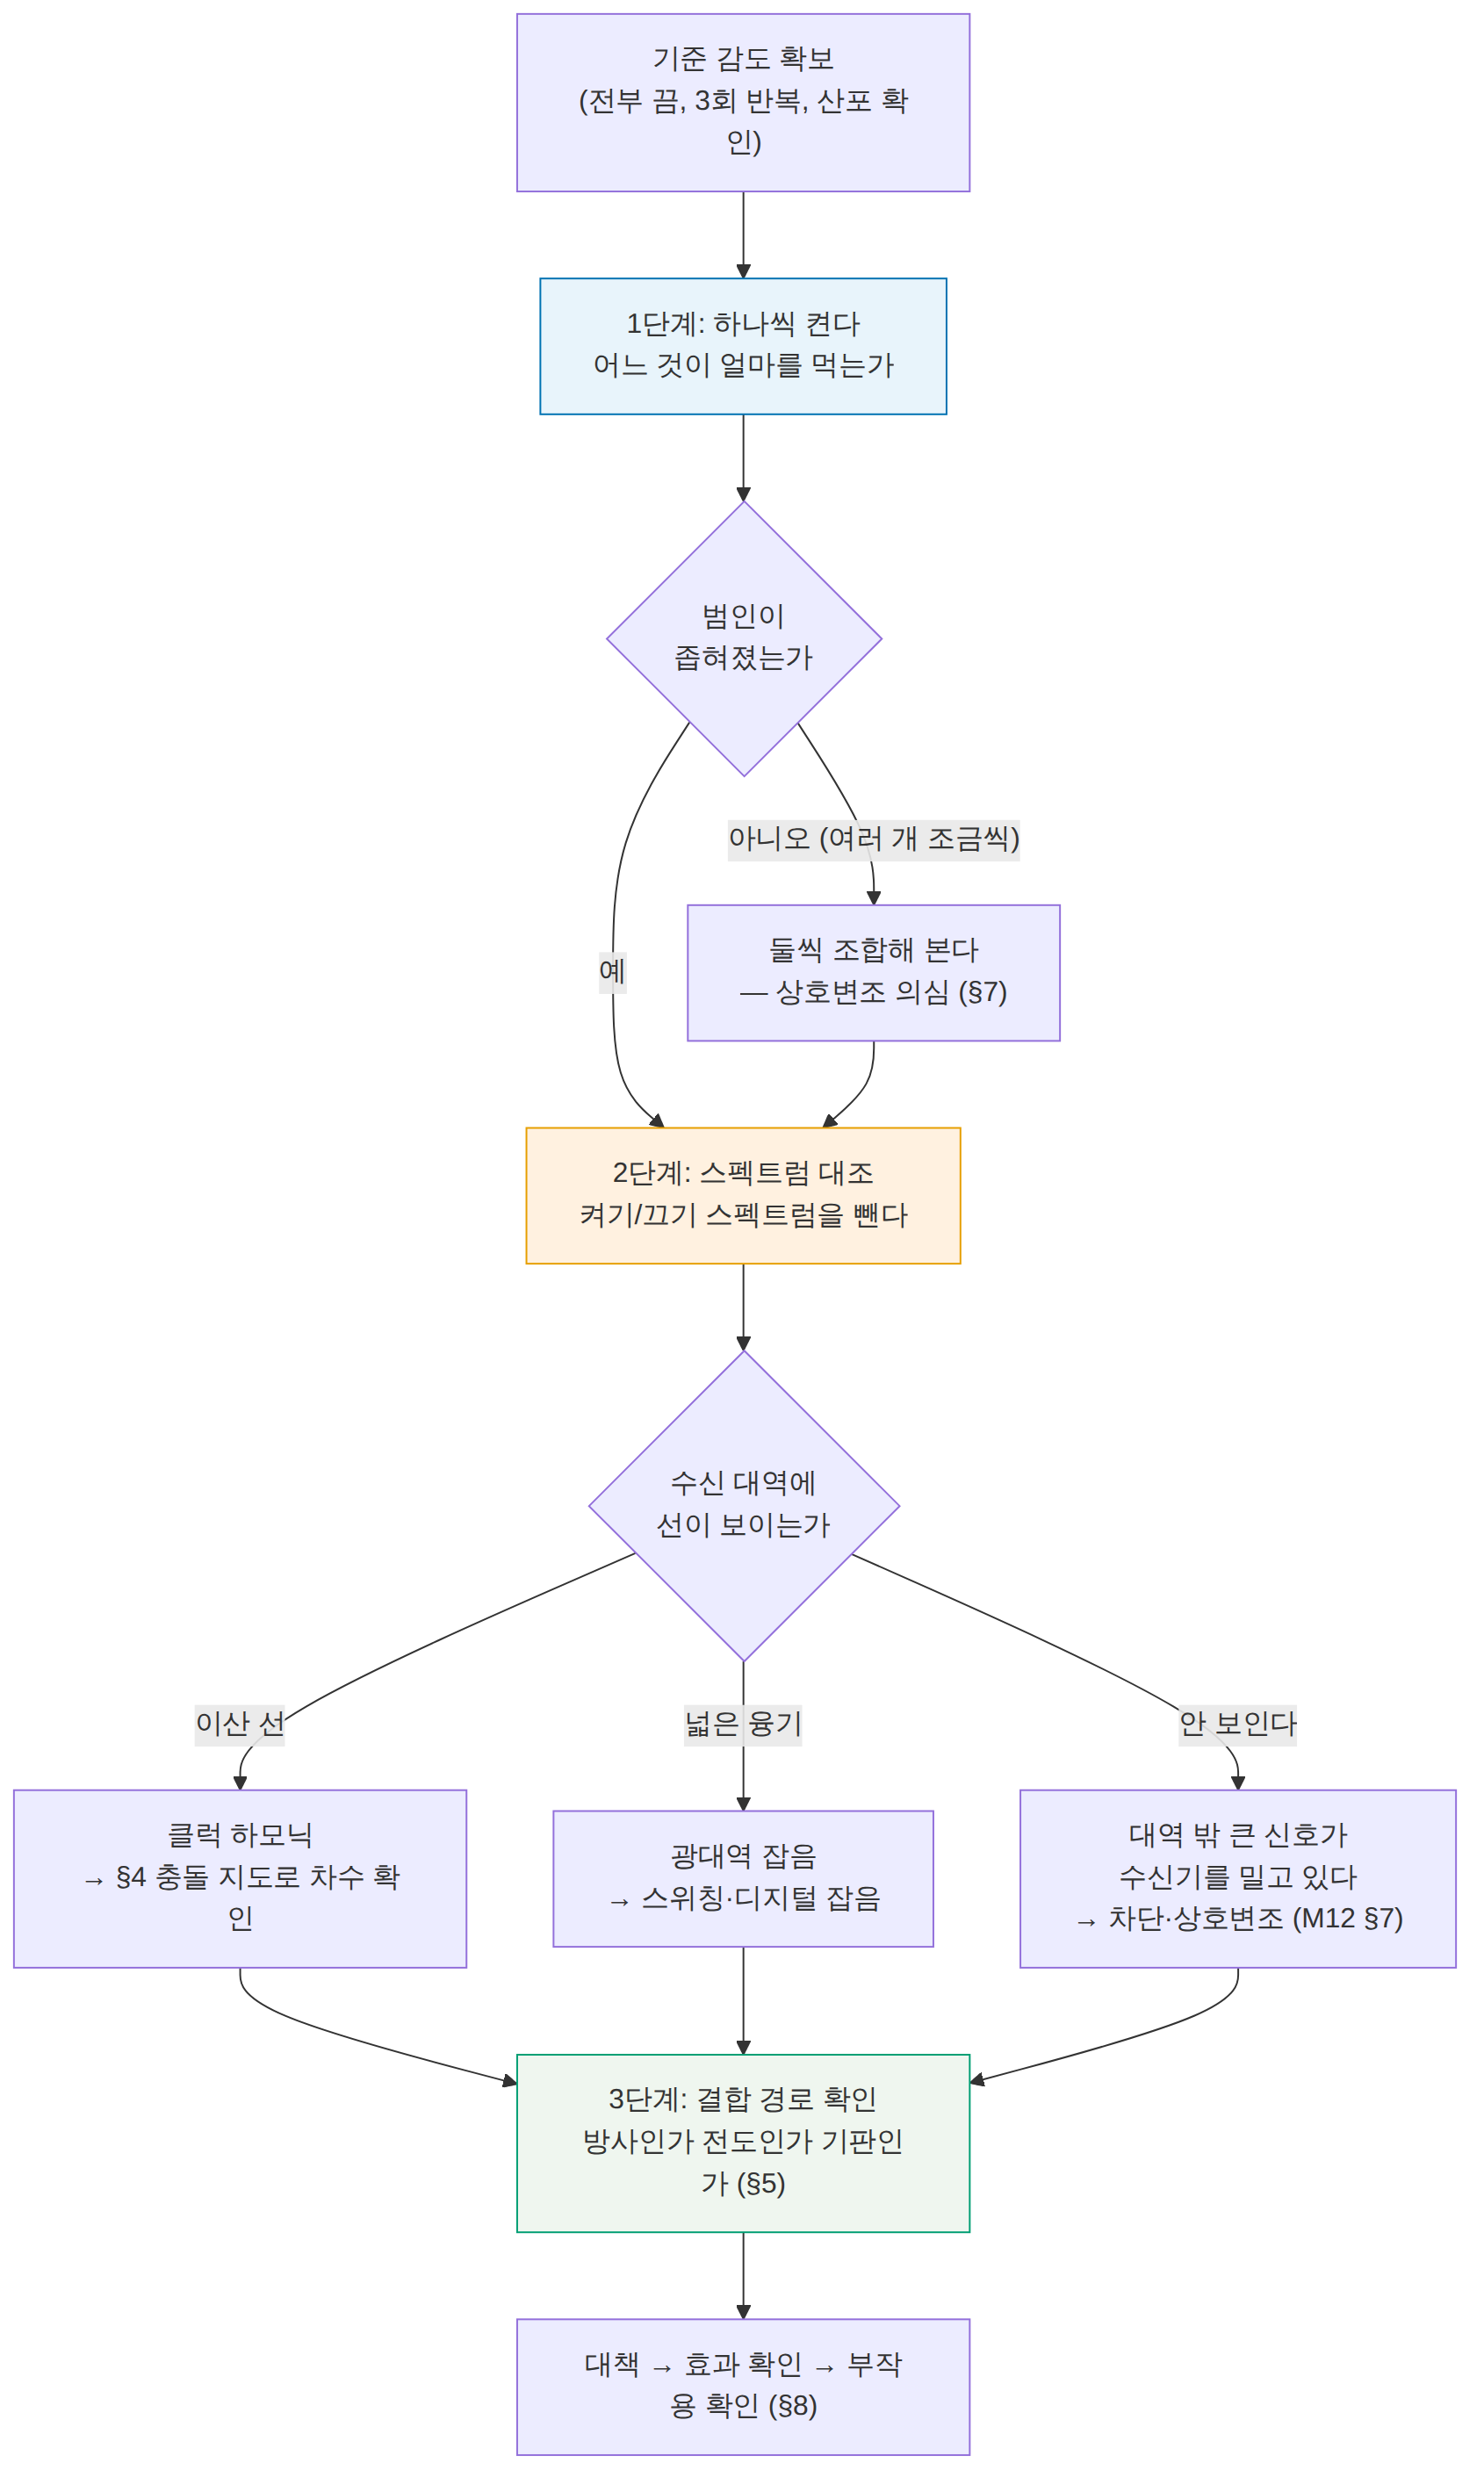 기준 감도 확보
(전부 끔, 3회 반복, 산포 확
인)
1단계: 하나씩 켠다
어느 것이 얼마를 먹는가
범인이
좁혀졌는가
아니오 (여러 개 조금씩)
예
둘씩 조합해 본다
— 상호변조 의심 (§7)
2단계: 스펙트럼 대조
켜기/끄기 스펙트럼을 뺀다
수신 대역에
선이 보이는가
이산 선
넓은 융기
안 보인다
클럭 하모닉
→ §4 충돌 지도로 차수 확
인
광대역 잡음
→ 스위칭·디지털 잡음
대역 밖 큰 신호가
수신기를 밀고 있다
→ 차단·상호변조 (M12 §7)
3단계: 결합 경로 확인
방사인가 전도인가 기판인
가 (§5)
대책 → 효과 확인 → 부작
용 확인 (§8)